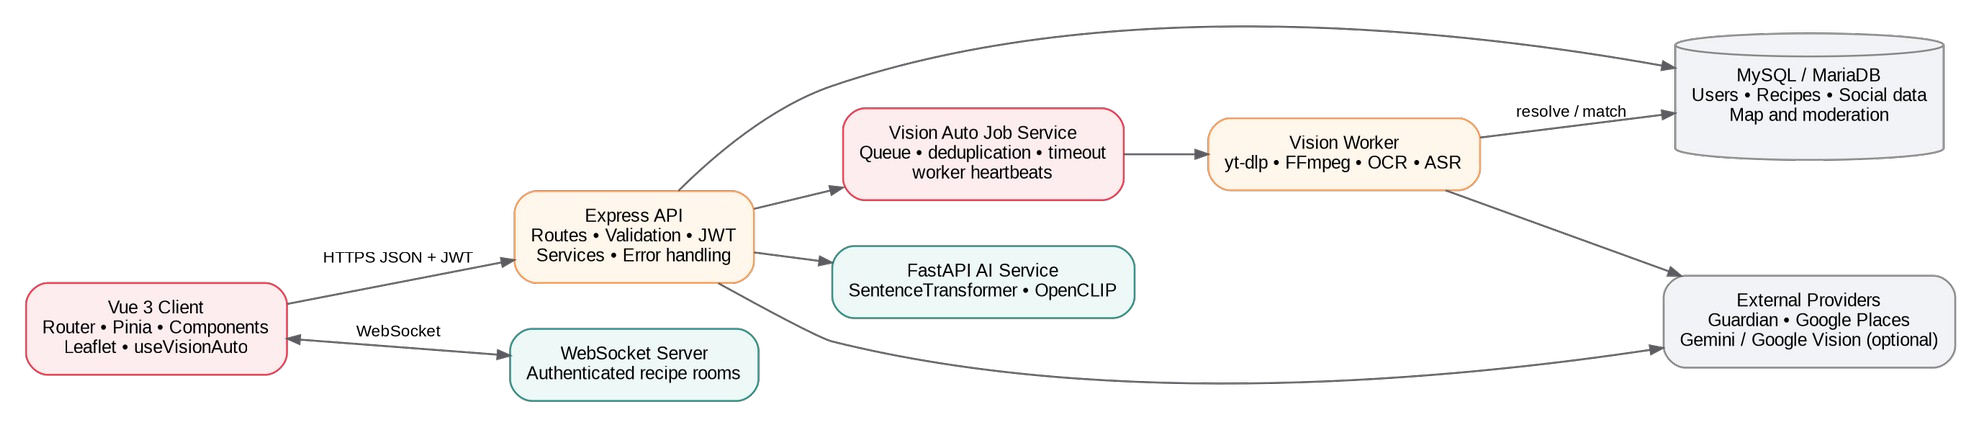 Vue 3 Client
Router • Pinia • Components
Leaflet • useVisionAuto
HTTPS JSON + JWT
WebSocket
Express API
Routes • Validation • JWT
Services • Error handling
WebSocket Server
Authenticated recipe rooms
Vision Auto Job Service
Queue • deduplication • timeout
worker heartbeats
FastAPI AI Service
SentenceTransformer • OpenCLIP
Vision Worker
yt-dlp • FFmpeg • OCR • ASR
resolve / match
MySQL / MariaDB
Users • Recipes • Social data
Map and moderation
External Providers
Guardian • Google Places
Gemini / Google Vision (optional)